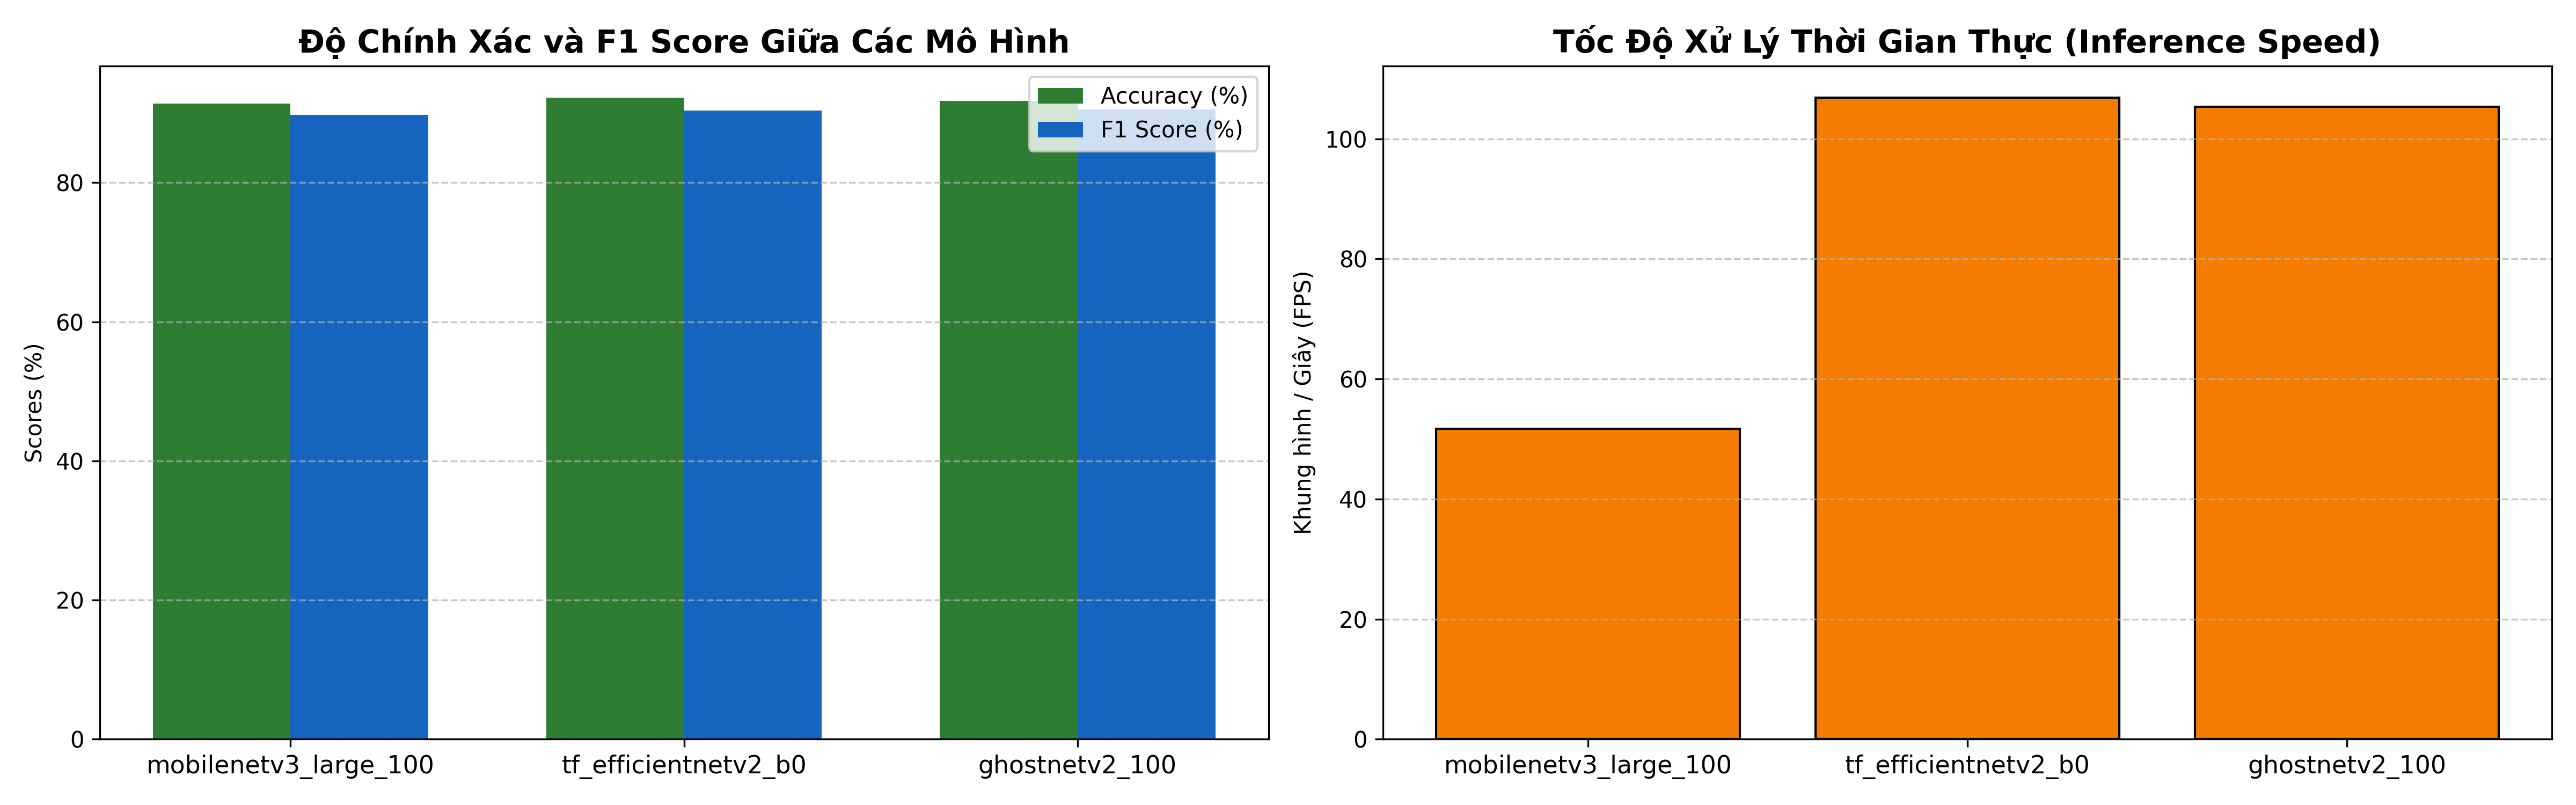 Độ Chính Xác và F1 Score Giữa Các Mô Hình
Accuracy (%)
F1 Score (%)
Scores (%)
80
60
40
20
0
mobilenetv3_large_100 tf_efficientnetv2_b0 ghostnetv2_100
Tốc Độ Xử Lý Thời Gian Thực (Inference Speed)
Khung hình / Giây (FPS)
100
80
60
40
20
0
mobilenetv3_large_100 tf_efficientnetv2_b0 ghostnetv2_100